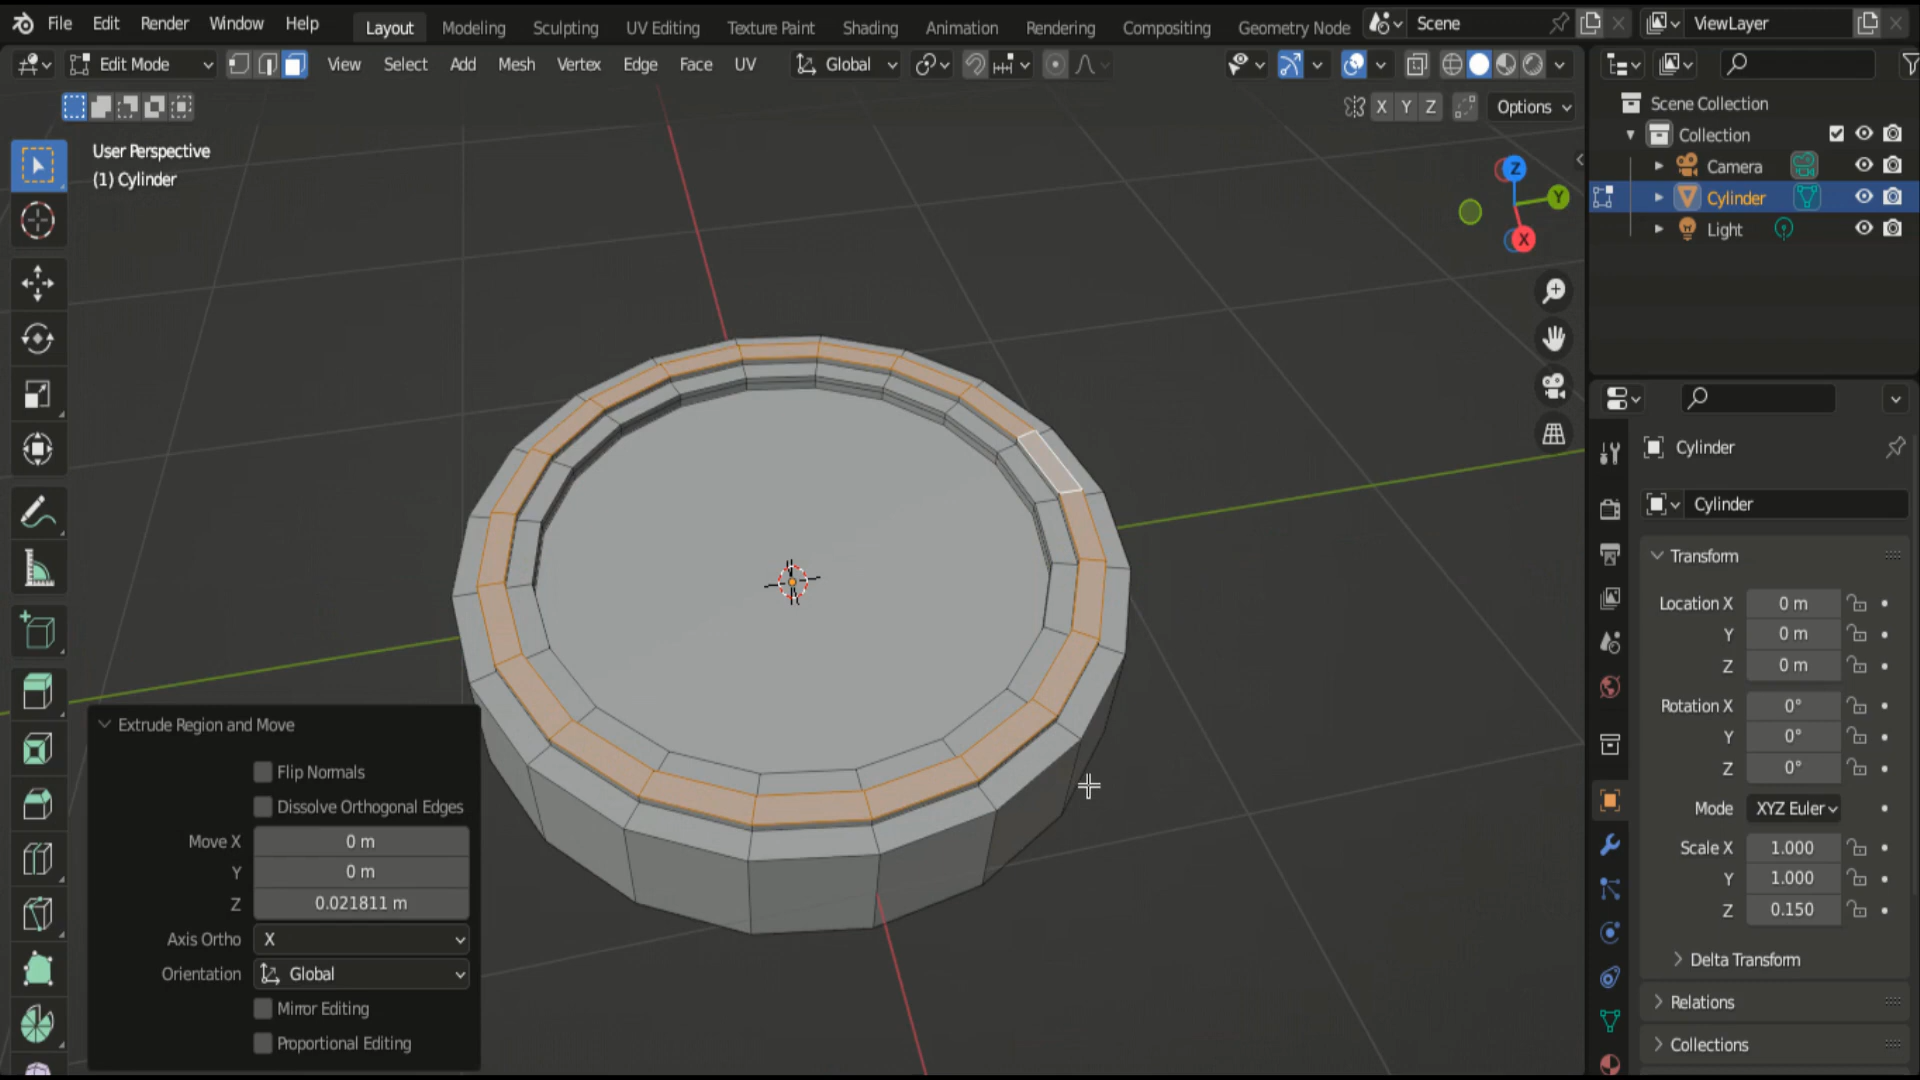 File Edit Render Window Help Layout Modeling Sculpting UV Editing Texture Paint Shading Animation Rendering Compositing Geometry Node Scene ViewLayer
Edit Mode View Select Add Mesh Vertex Edge Face UV Global
X Y Z Options
User Perspective
(1) Cylinder
Z
Y
X
Extrude Region and Move
Flip Normals
Dissolve Orthogonal Edges
Move X 0 m
Y 0 m
Z 0.021811 m
Axis Ortho X
Orientation Global
Mirror Editing
Proportional Editing
Scene Collection
Collection
Camera
Cylinder
Light
Cylinder
Cylinder
Transform
Location X 0 m
Y 0 m
Z 0 m
Rotation X 0°
Y 0°
Z 0°
Mode XYZ Euler
Scale X 1.000
Y 1.000
Z 0.150
Delta Transform
Relations
Collections